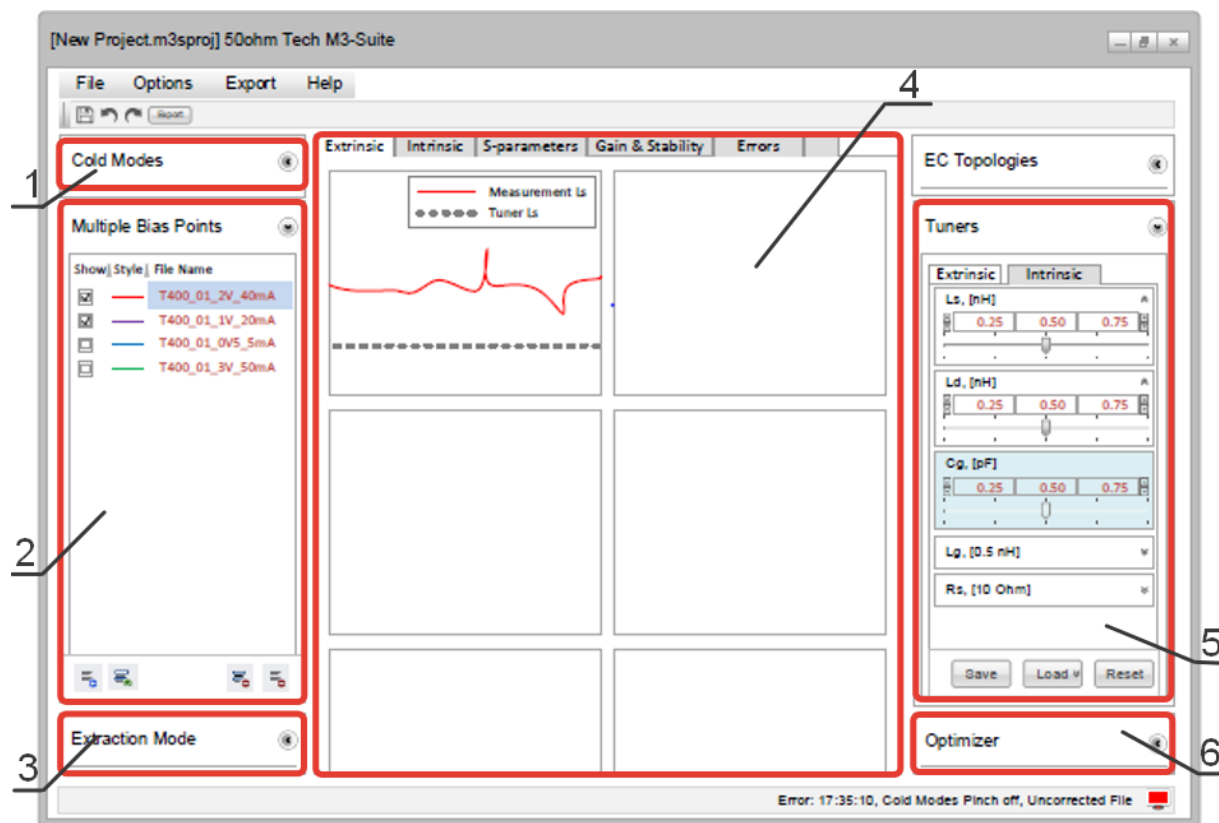 [New Project.m3sproj] 50ohm Tech M3-Suite
File Options Export Help
Export
4
Cold Modes
1
Multiple Bias Points
Show| Style| File Name
T400_01_2V_40mA
T400_01_1V_20mA
T400_01_0V5_5mA
T400_01_3V_50mA
2
Extraction Mode
3
Extrinsic Intrinsic S-parameters Gain & Stability Errors
Measurement Ls
Tuner Ls
EC Topologies
Tuners
Extrinsic Intrinsic
Ls, [nH]
0.25 0.50 0.75
Ld, [nH]
0.25 0.50 0.75
Cg, [pF]
0.25 0.50 0.75
Lg, [0.5 nH]
Rs, [10 Ohm]
5
Save Load Reset
Optimizer
6
Error: 17:35:10, Cold Modes Pinch off, Uncorrected File